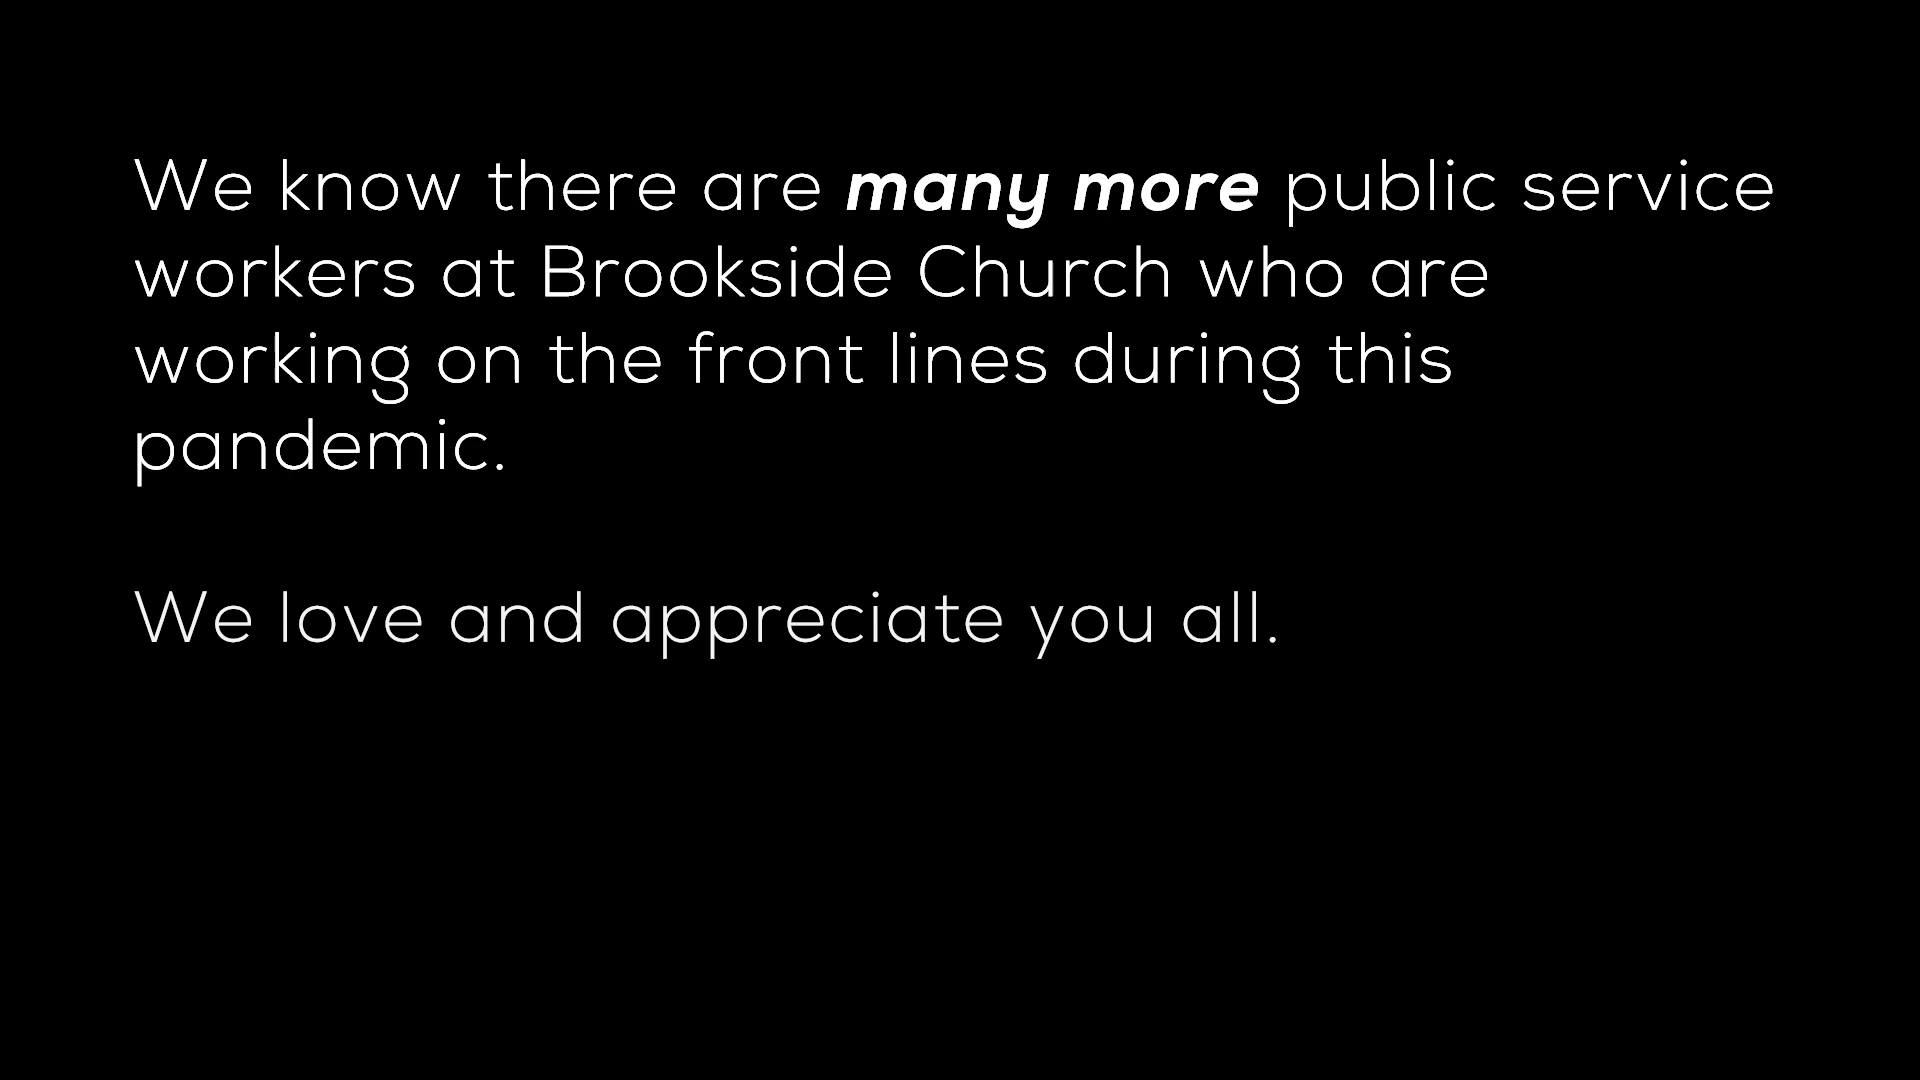 We know there are many more public service
workers at Brookside Church who are
working on the front lines during this
pandemic.
We love and appreciate you all.